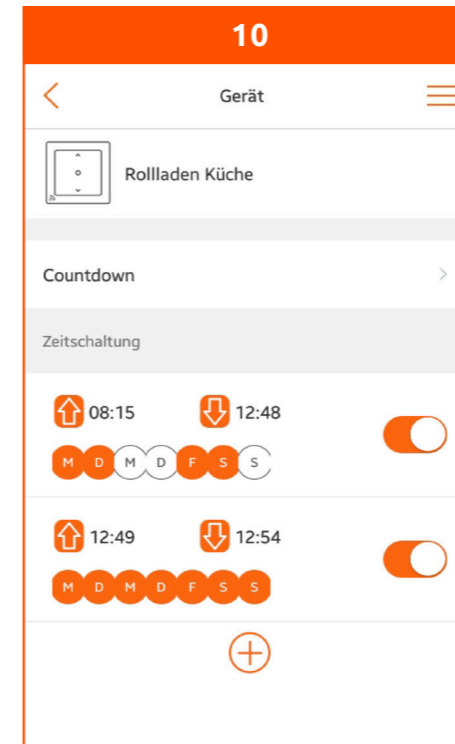 10
Gerät
Rollladen Küche
Countdown
Zeitschaltung
08:15 12:48
M D M D F S S
12:49 12:54
M D M D F S S